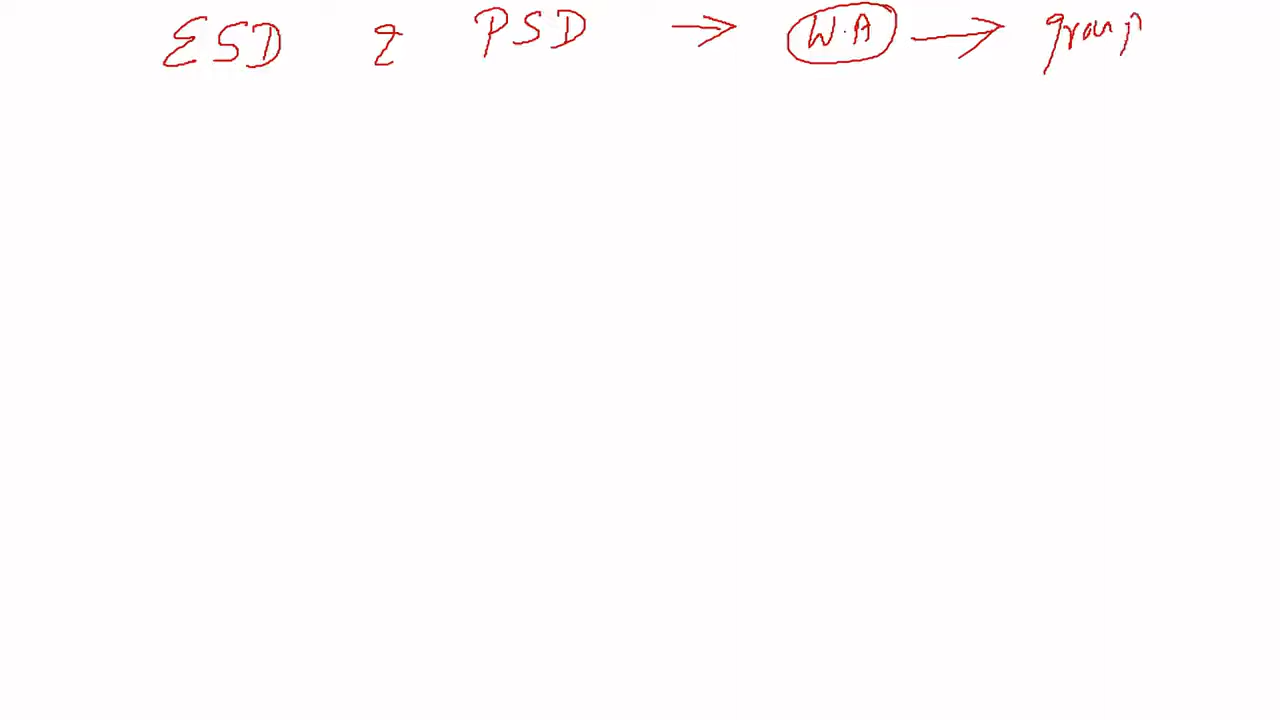 ESD & PSD → W.A → group